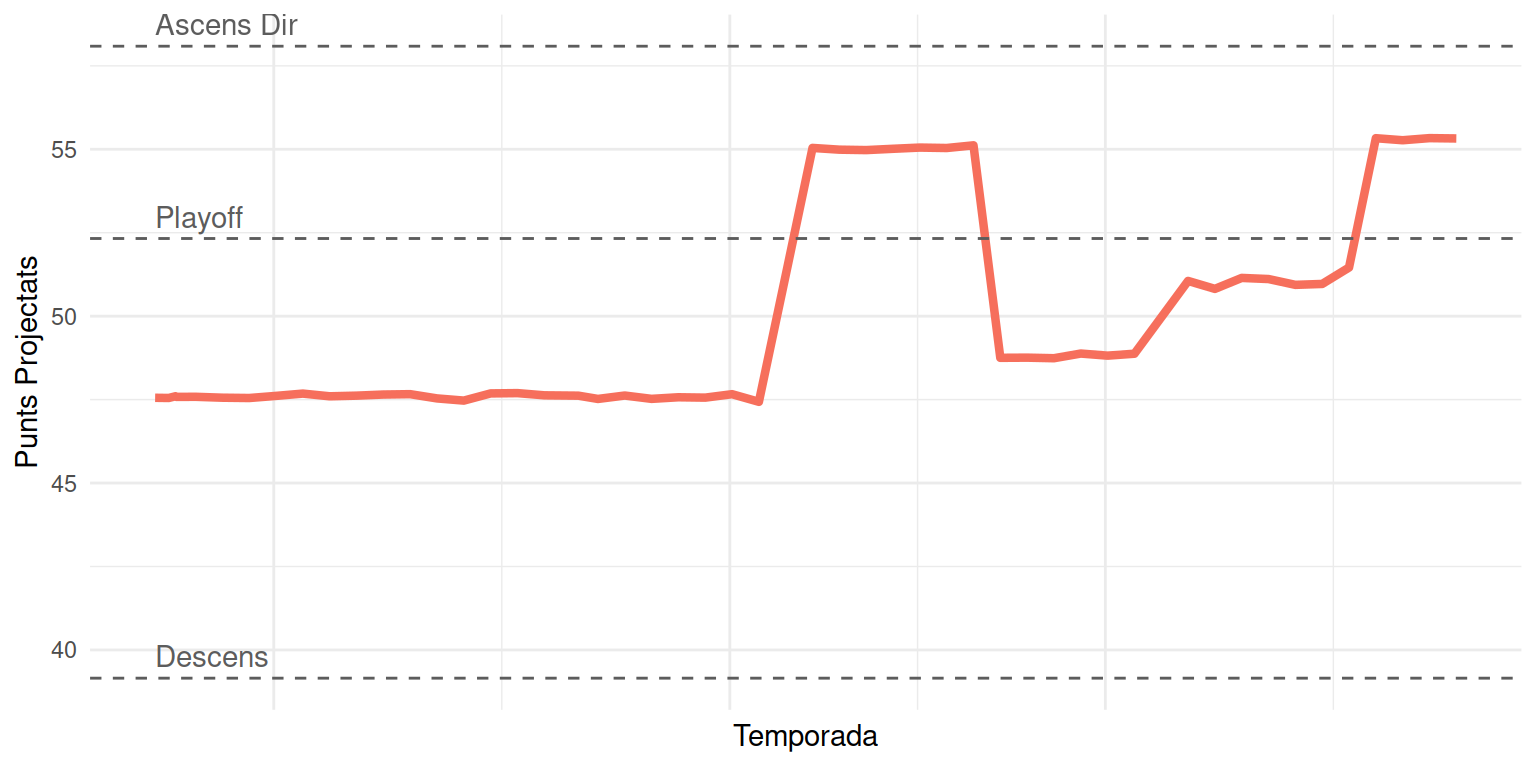 Ascens Dir
55
Playoff
50
45
40
Descens
Punts Projectats
Temporada